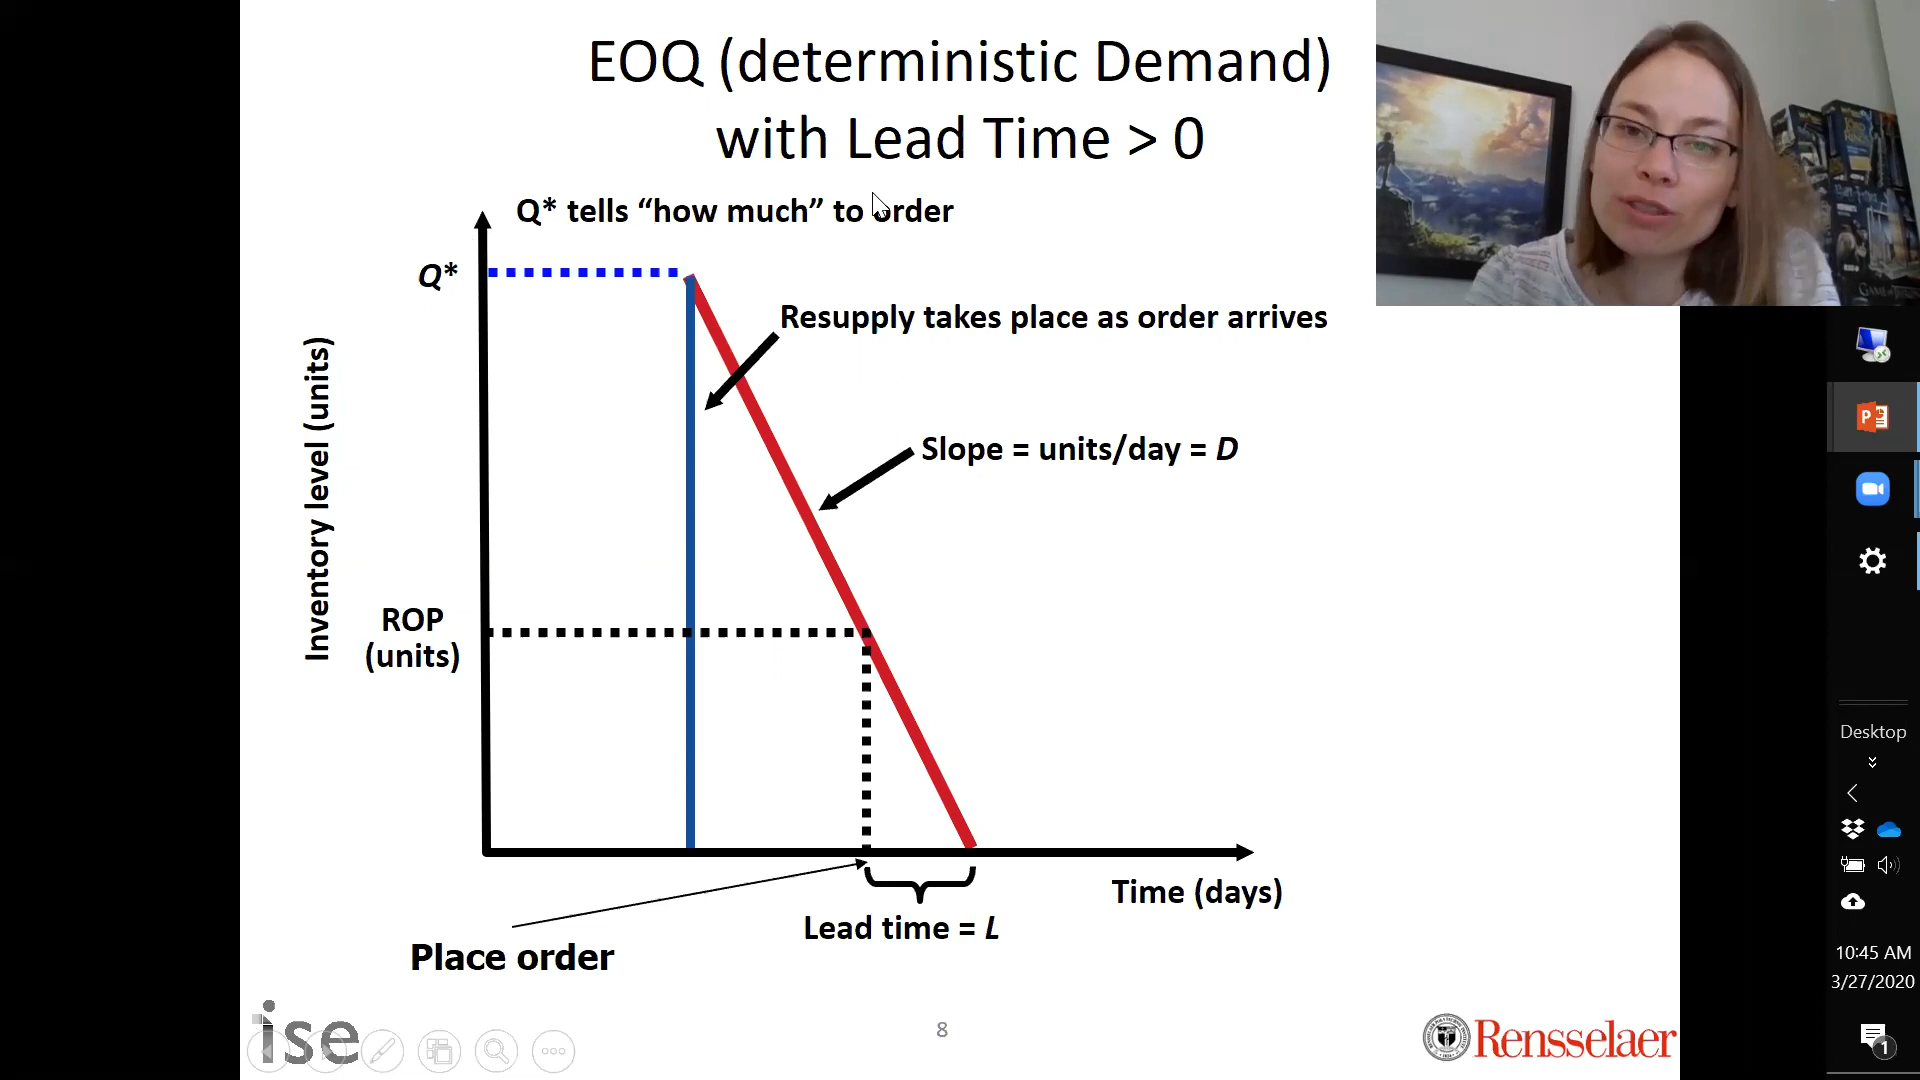 EOQ (deterministic Demand)
with Lead Time > 0
Q* tells “how much” to order
Q*
Resupply takes place as order arrives
Inventory level (units)
Slope = units/day = D
ROP
(units)
Time (days)
Lead time = L
Place order
ise
8
Rensselaer
Desktop
10:45 AM
3/27/2020
1